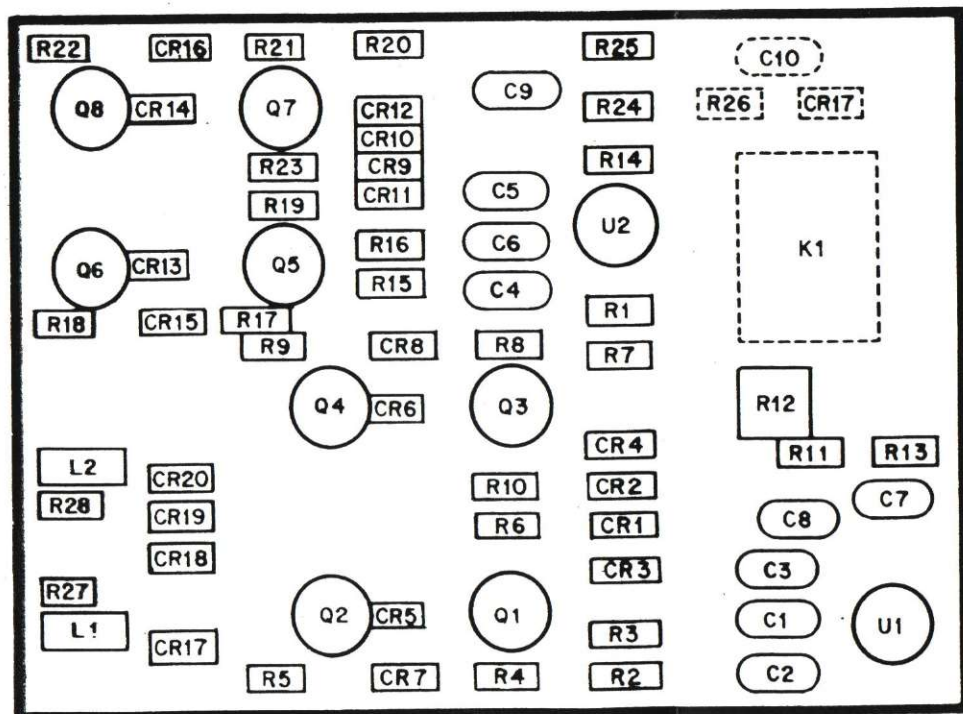 R22 CR16 R21 R20 R25 C10
C9
Q8 CR14 Q7 CR12 R24 R26 CR17
CR10
R23 CR9 R14
CR11 C5
R19
U2
R16 C6 K1
Q6 CR13 Q5
R15 C4
R18 CR15 R17 R1
R9 CR8 R8 R7
Q4 CR6 Q3 R12
CR4
R11 R13
L2
CR20 R10 CR2
R28 C7
CR19 R6 CR1 C8
CR18 CR3 C3
R27
Q2 CR5 Q1 C1 U1
L1 R3
CR17
R5 CR7 R4 R2 C2